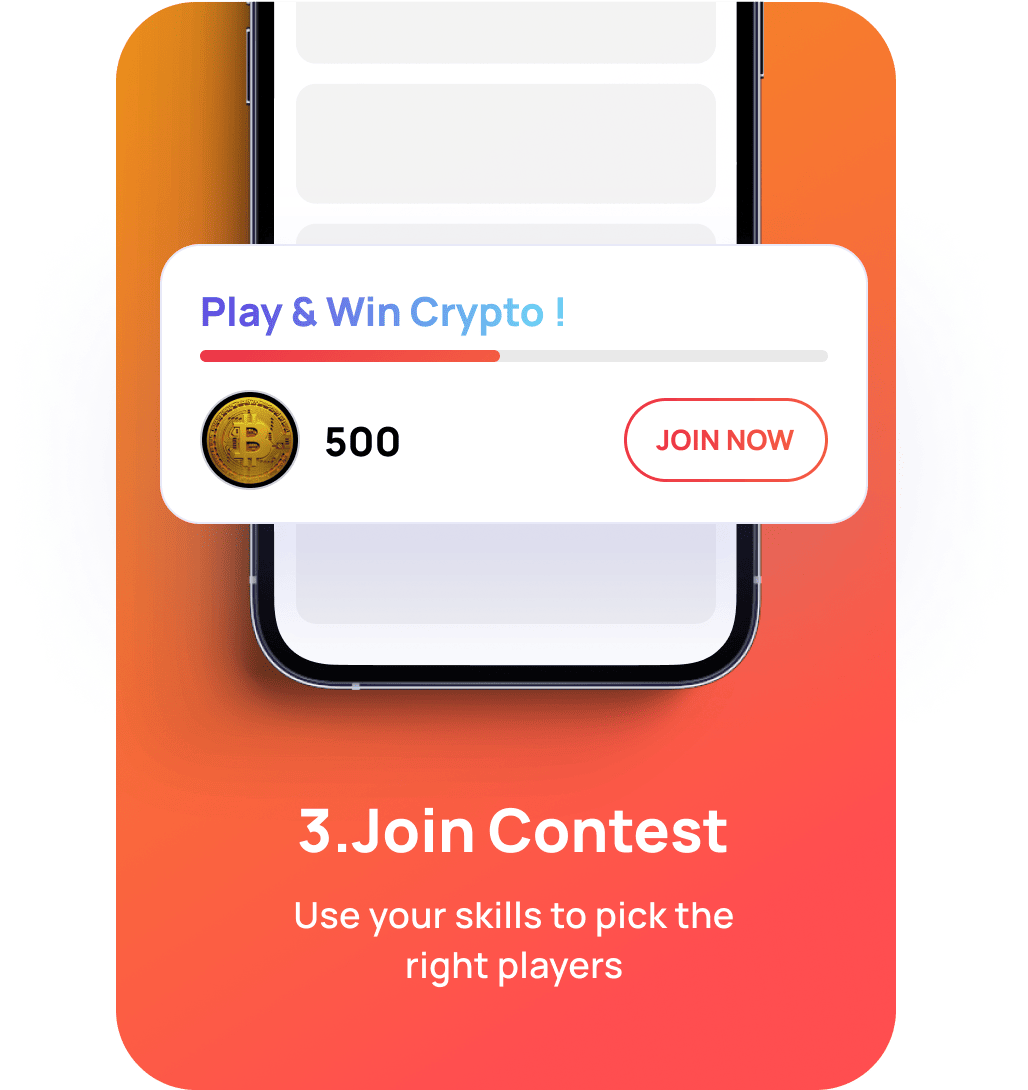 Play & Win Crypto !
500
JOIN NOW
3.Join Contest
Use your skills to pick the
right players